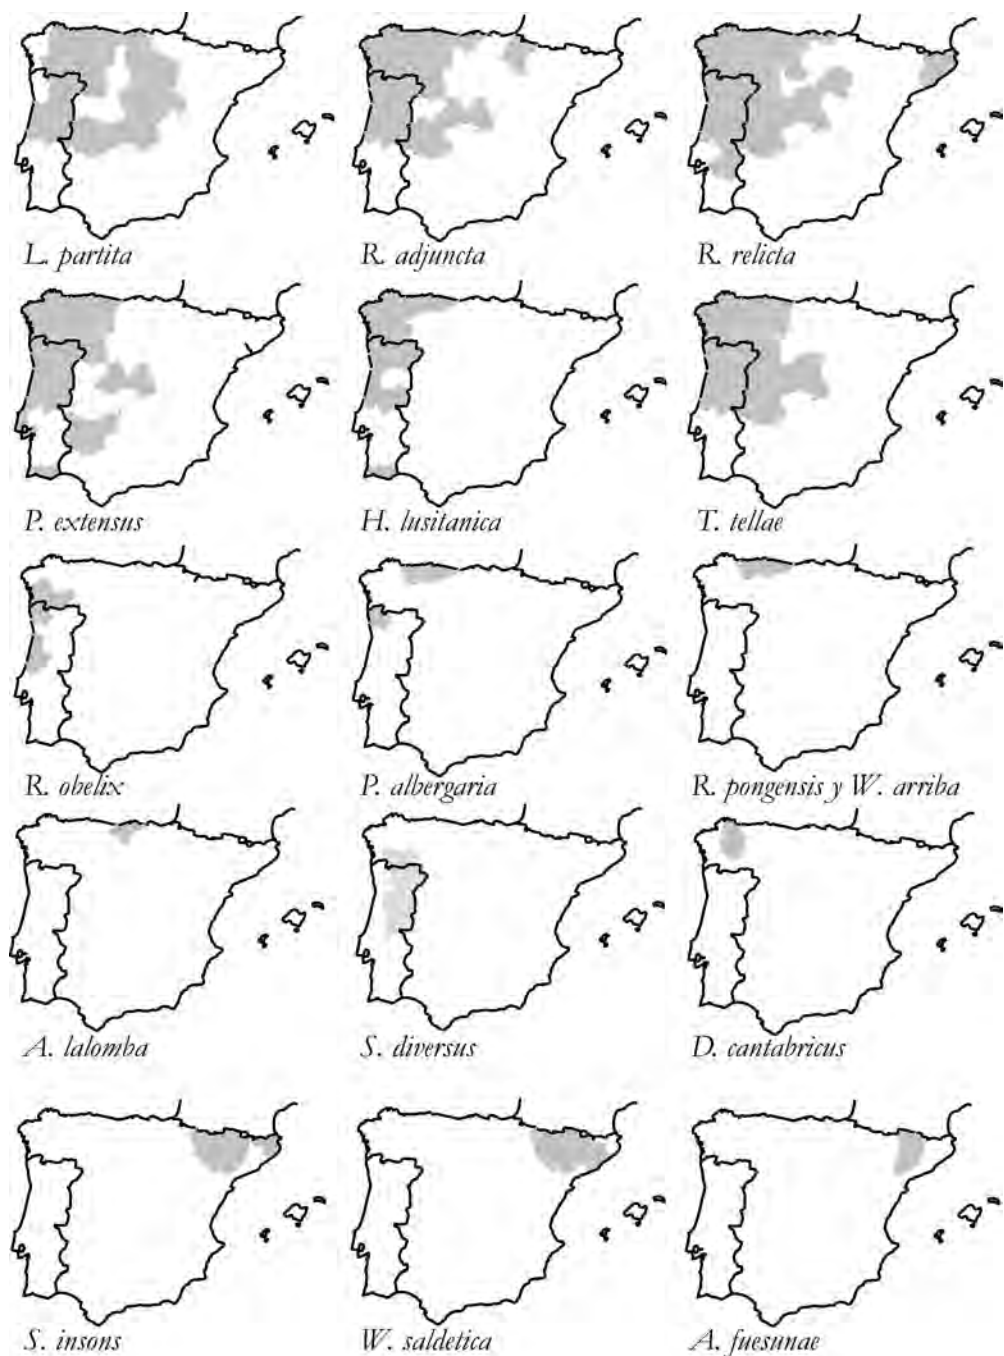 L. partita
R. adjuncta
R. relicta
P. extensus
H. lusitanica
T. tellae
R. obelix
P. albergaria
R. pongensis y W. arriba
A. lalomba
S. diversus
D. cantabricus
S. insons
W. saldetica
A. fuesunae